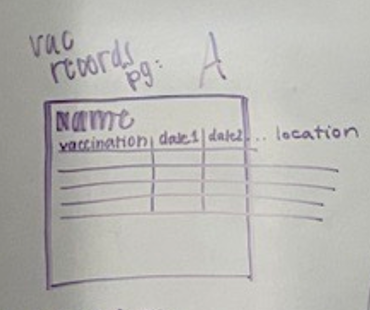 vac
records
pg: A
Name
vaccination date1 date2 ... location